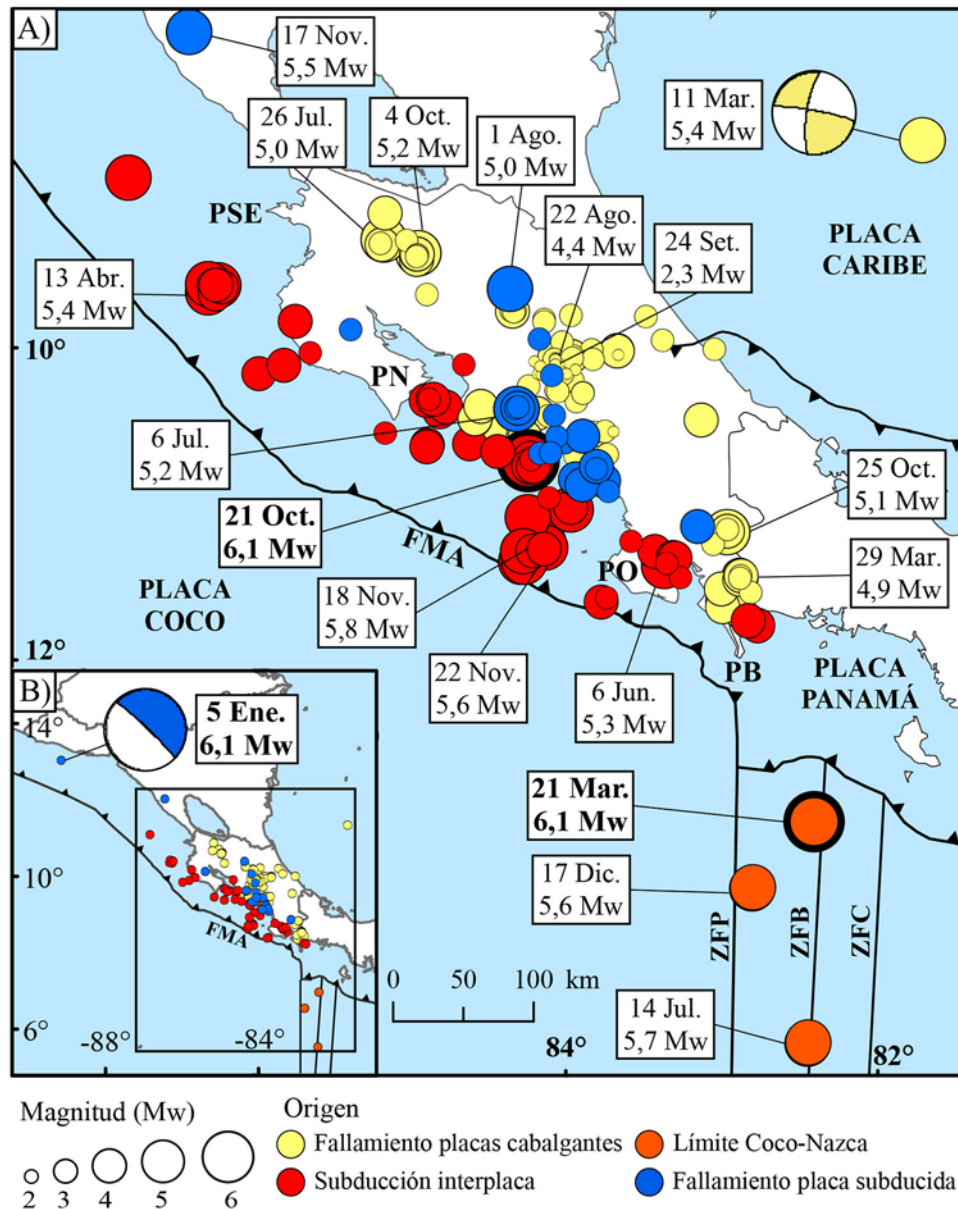 A)
17 Nov.
5,5 Mw
26 Jul.
5,0 Mw
4 Oct.
5,2 Mw
1 Ago.
5,0 Mw
11 Mar.
5,4 Mw
PSE
22 Ago.
4,4 Mw
24 Set.
2,3 Mw
PLACA
CARIBE
13 Abr.
5,4 Mw
10°
PN
6 Jul.
5,2 Mw
21 Oct.
6,1 Mw
25 Oct.
5,1 Mw
FMA
PLACA
COCO
18 Nov.
5,8 Mw
PO
29 Mar.
4,9 Mw
22 Nov.
5,6 Mw
6 Jun.
5,3 Mw
PB
PLACA
PANAMÁ
12°
B)
14°
5 Ene.
6,1 Mw
21 Mar.
6,1 Mw
10°
17 Dic.
5,6 Mw
FMA
ZFP
ZFB
ZFC
0 50 100 km
6°
-88°
-84°
14 Jul.
5,7 Mw
84°
82°
Magnitud (Mw)
2 3 4 5 6
Origen
Fallamiento placas cabalgantes
Límite Coco-Nazca
Subducción interplaca
Fallamiento placa subducida